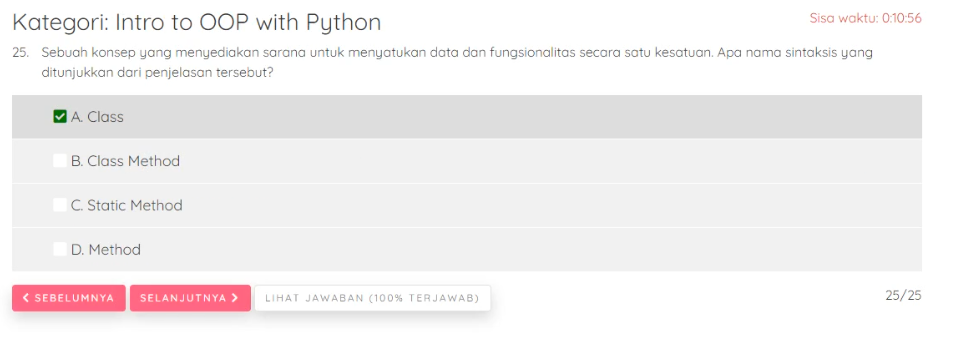 Kategori: Intro to OOP with Python
Sisa waktu: 0:10:56
25. Sebuah konsep yang menyediakan sarana untuk menyatukan data dan fungsionalitas secara satu kesatuan. Apa nama sintaksis yang
ditunjukkan dari penjelasan tersebut?
A. Class
B. Class Method
C. Static Method
D. Method
SEBELUMNYA
SELANJUTNYA
LIHAT JAWABAN (100% TERJAWAB)
25/25